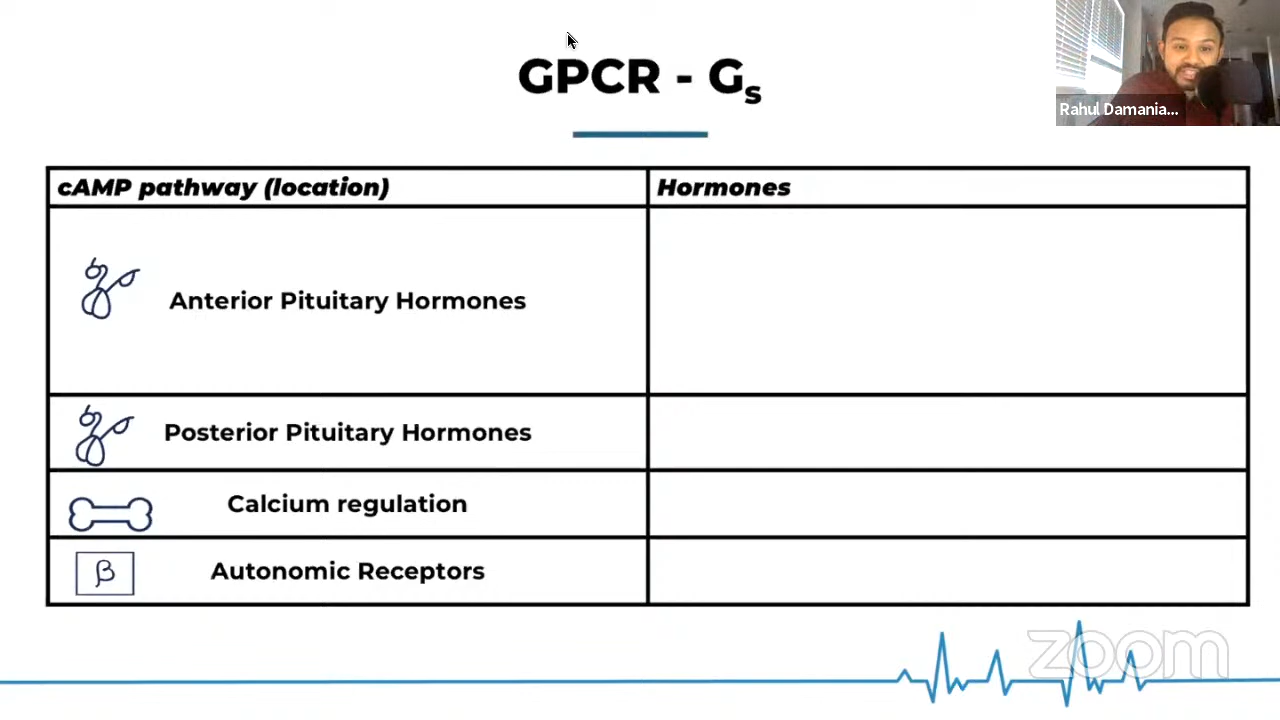 GPCR - Gs
Rahul Damania...
cAMP pathway (location)
Hormones
Anterior Pituitary Hormones
Posterior Pituitary Hormones
Calcium regulation
β
Autonomic Receptors
zoom